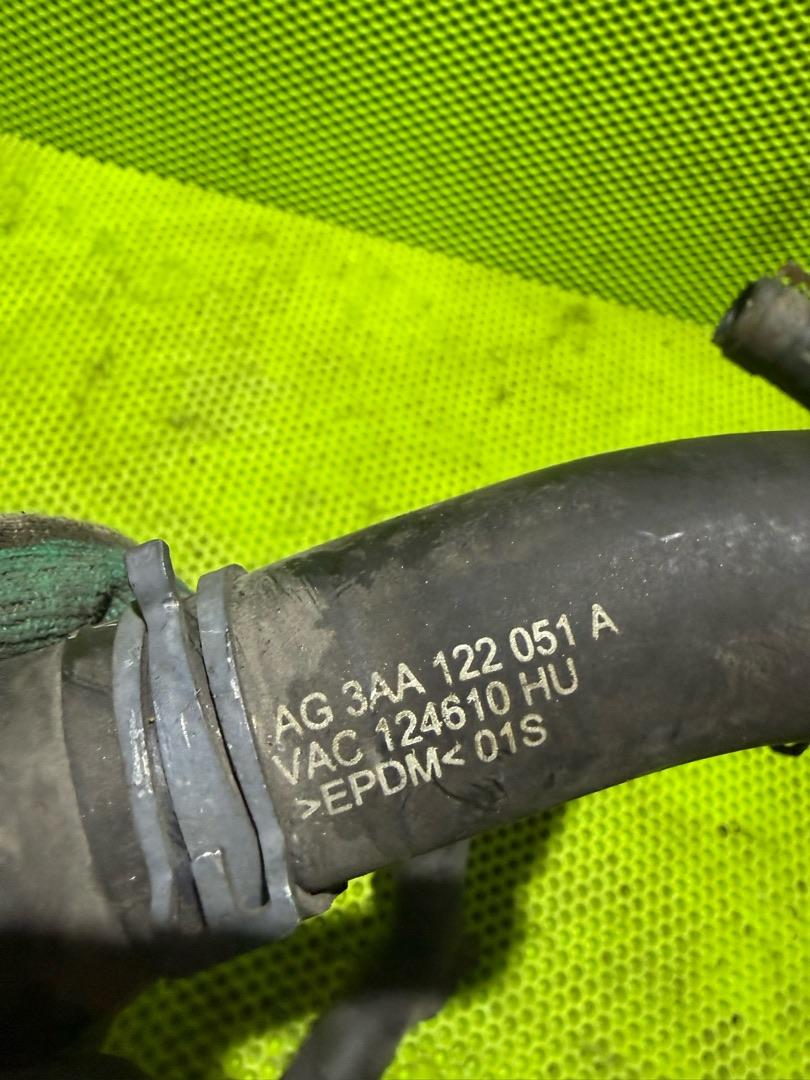 AG 3AA 122 051 A
VAC 124610 HU
>EPDM< 01S